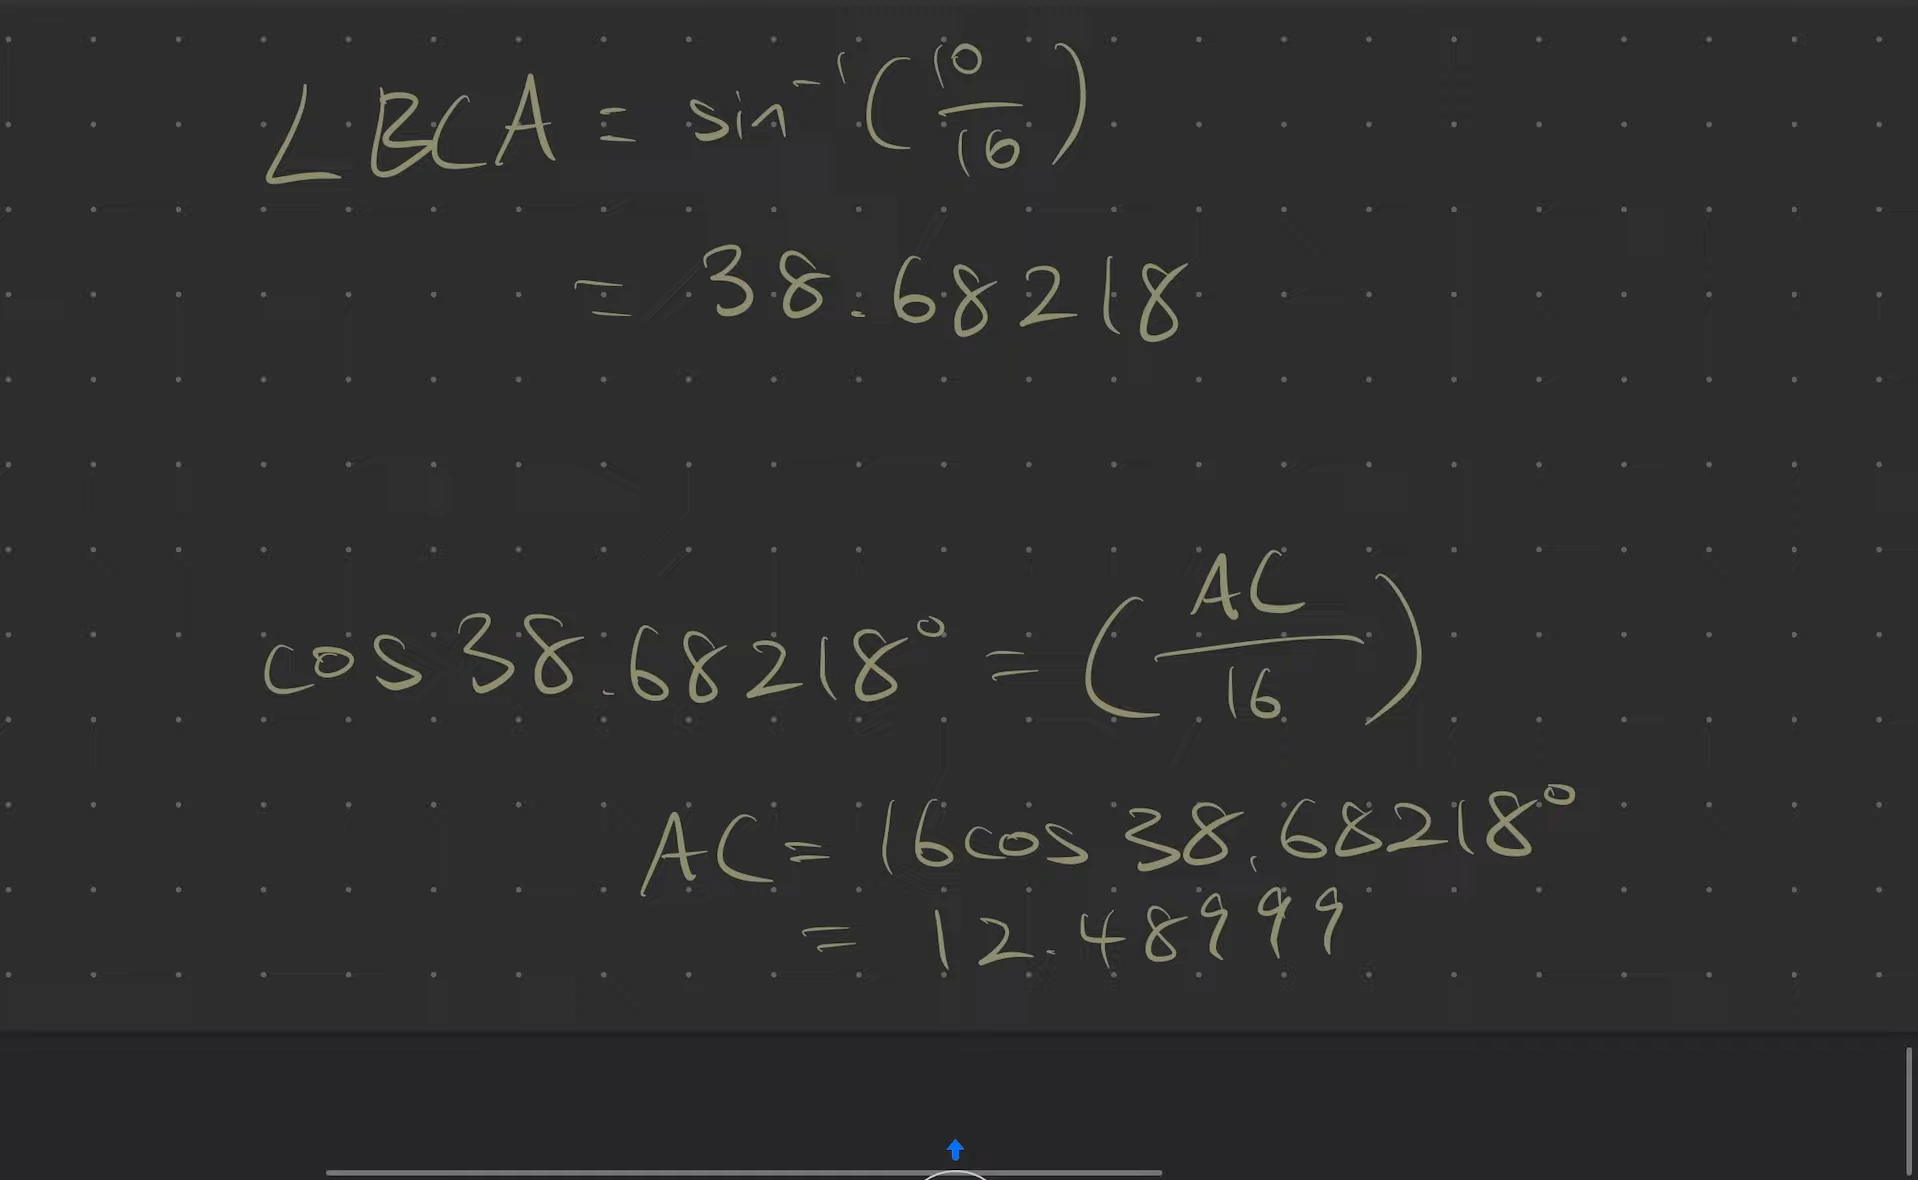 ∠BCA = sin⁻¹(10/16)
= 38.68218
cos 38.68218° = (AC/16)
AC = 16cos 38.68218°
= 12.48999